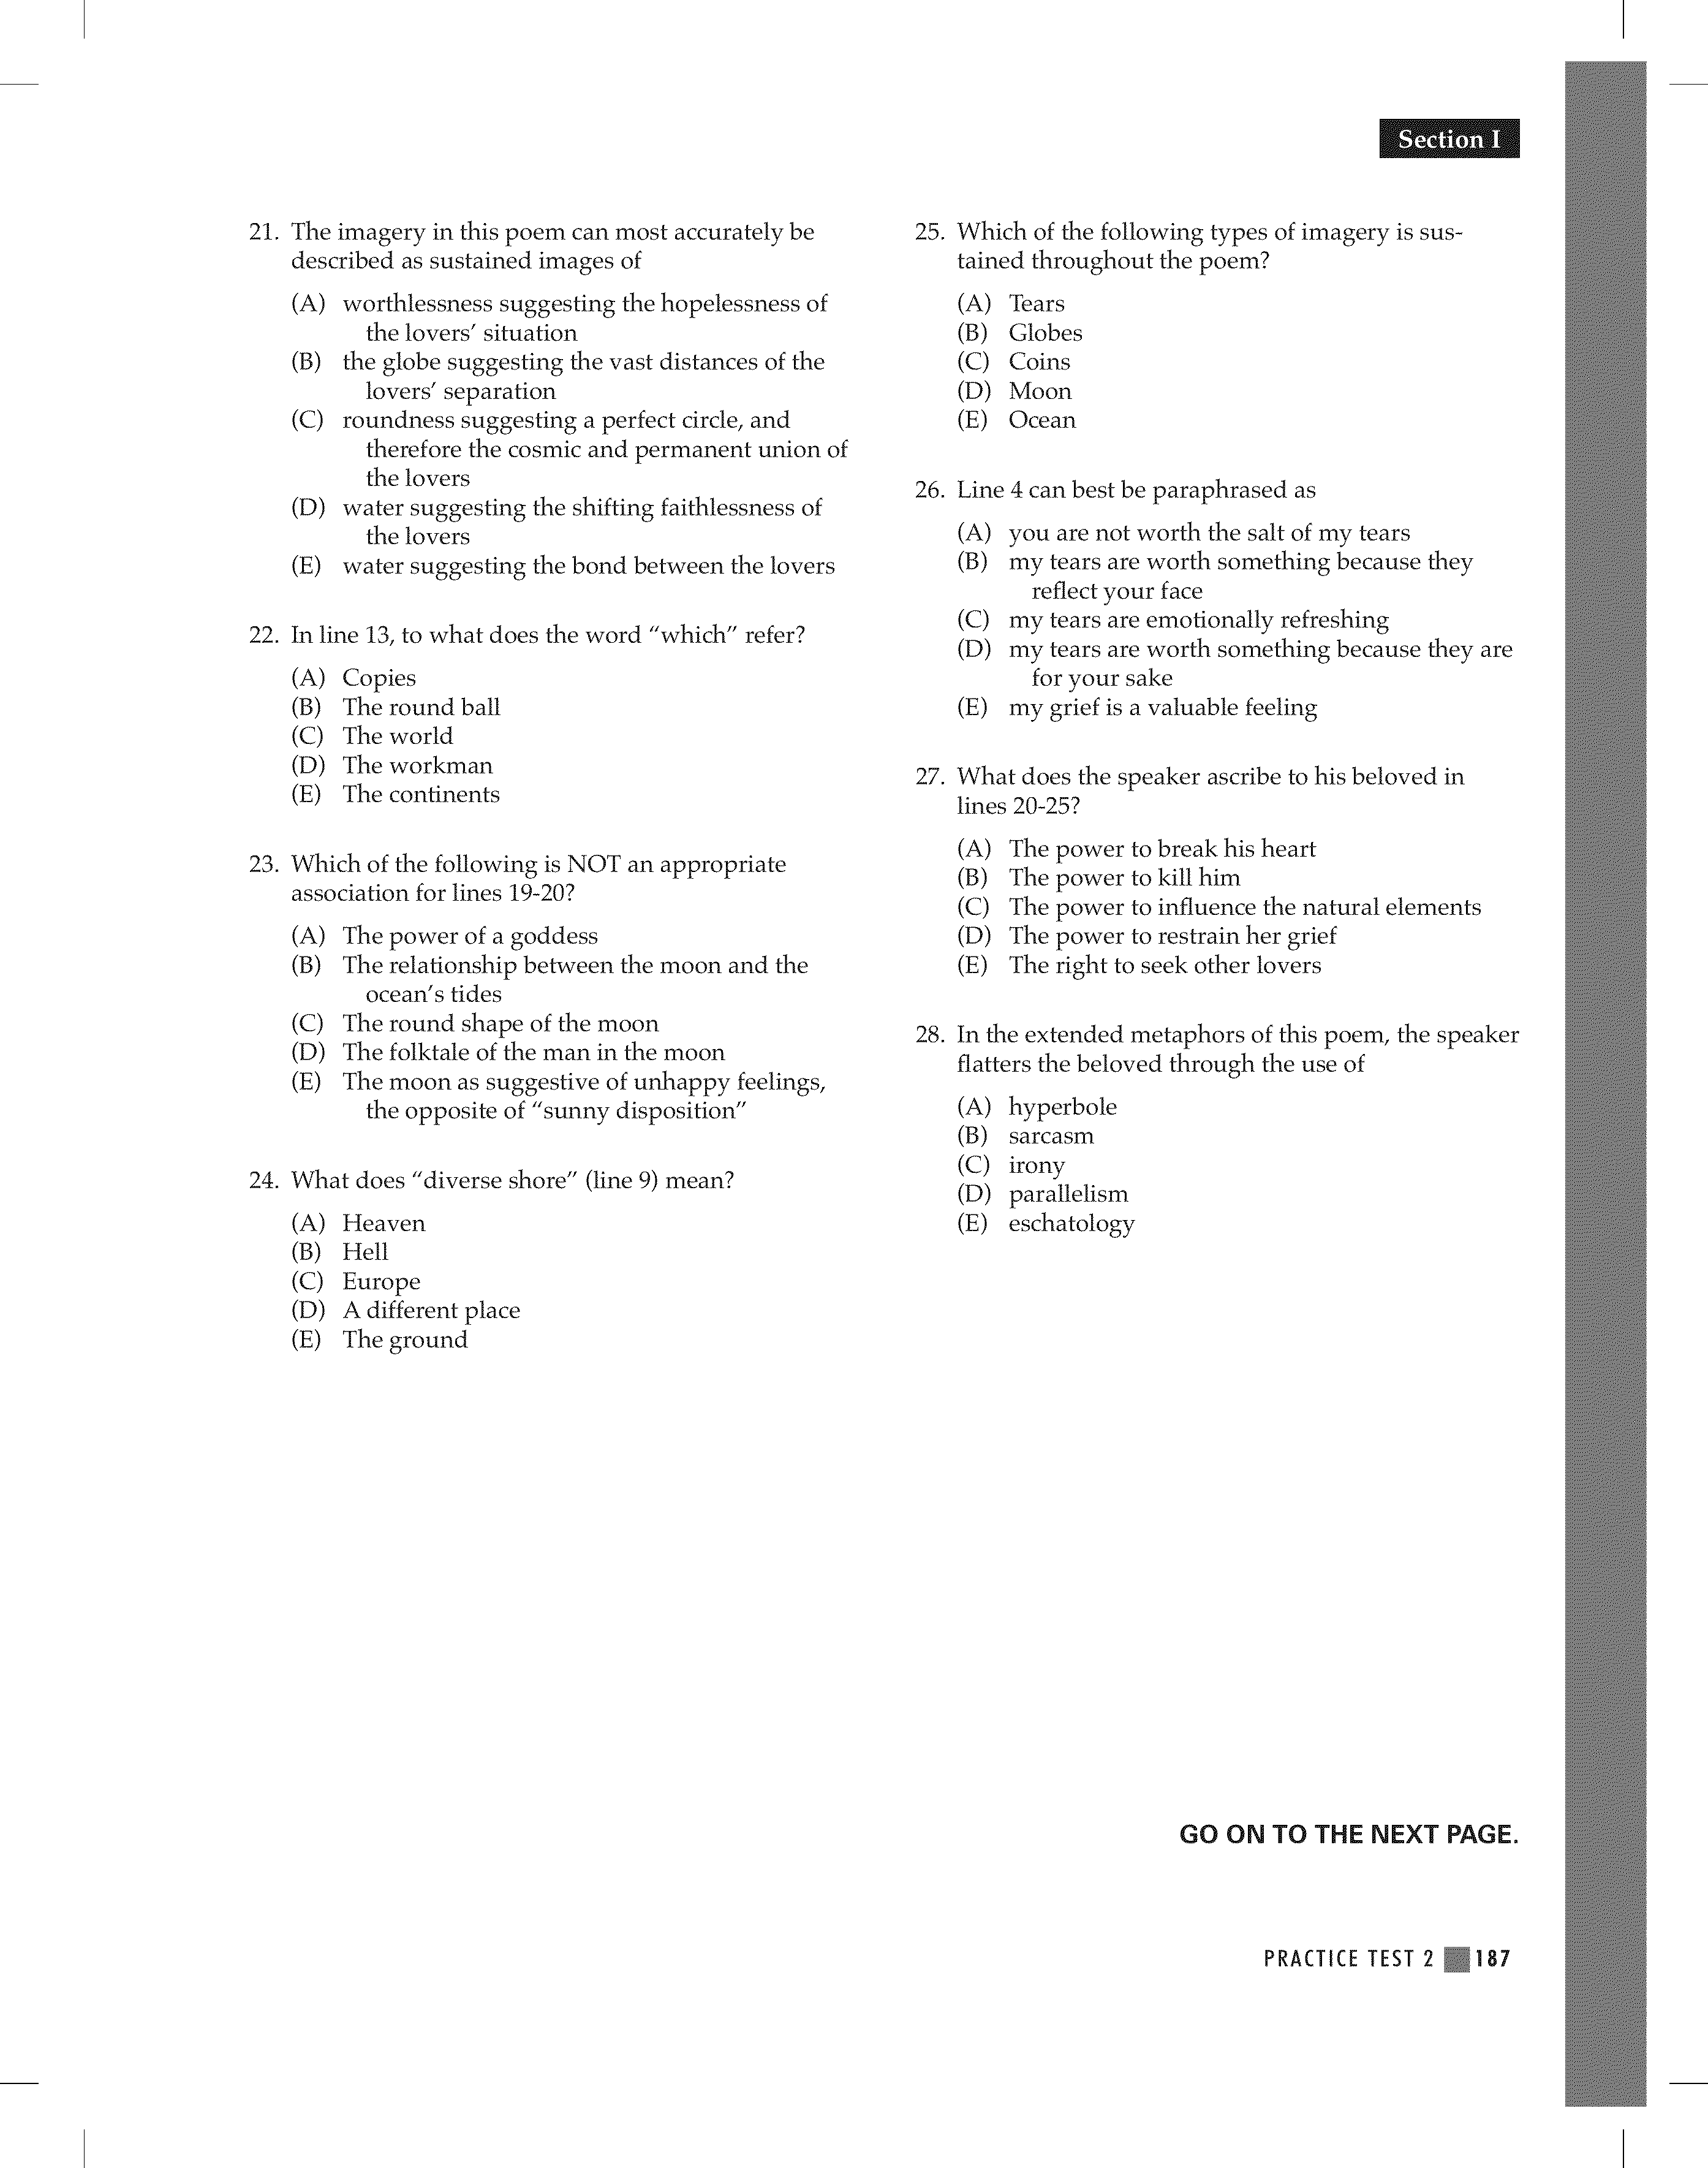 Section I
21. The imagery in this poem can most accurately be
described as sustained images of
(A) worthlessness suggesting the hopelessness of
the lovers' situation
(B) the globe suggesting the vast distances of the
lovers' separation
(C) roundness suggesting a perfect circle, and
therefore the cosmic and permanent union of
the lovers
(D) water suggesting the shifting faithlessness of
the lovers
(E) water suggesting the bond between the lovers
22. In line 13, to what does the word "which" refer?
(A) Copies
(B) The round ball
(C) The world
(D) The workman
(E) The continents
23. Which of the following is NOT an appropriate
association for lines 19-20?
(A) The power of a goddess
(B) The relationship between the moon and the
ocean's tides
(C) The round shape of the moon
(D) The folktale of the man in the moon
(E) The moon as suggestive of unhappy feelings,
the opposite of "sunny disposition"
24. What does "diverse shore" (line 9) mean?
(A) Heaven
(B) Hell
(C) Europe
(D) A different place
(E) The ground
25. Which of the following types of imagery is sus-
tained throughout the poem?
(A) Tears
(B) Globes
(C) Coins
(D) Moon
(E) Ocean
26. Line 4 can best be paraphrased as
(A) you are not worth the salt of my tears
(B) my tears are worth something because they
reflect your face
(C) my tears are emotionally refreshing
(D) my tears are worth something because they are
for your sake
(E) my grief is a valuable feeling
27. What does the speaker ascribe to his beloved in
lines 20-25?
(A) The power to break his heart
(B) The power to kill him
(C) The power to influence the natural elements
(D) The power to restrain her grief
(E) The right to seek other lovers
28. In the extended metaphors of this poem, the speaker
flatters the beloved through the use of
(A) hyperbole
(B) sarcasm
(C) irony
(D) parallelism
(E) eschatology
GO ON TO THE NEXT PAGE.
PRACTICE TEST 2 187